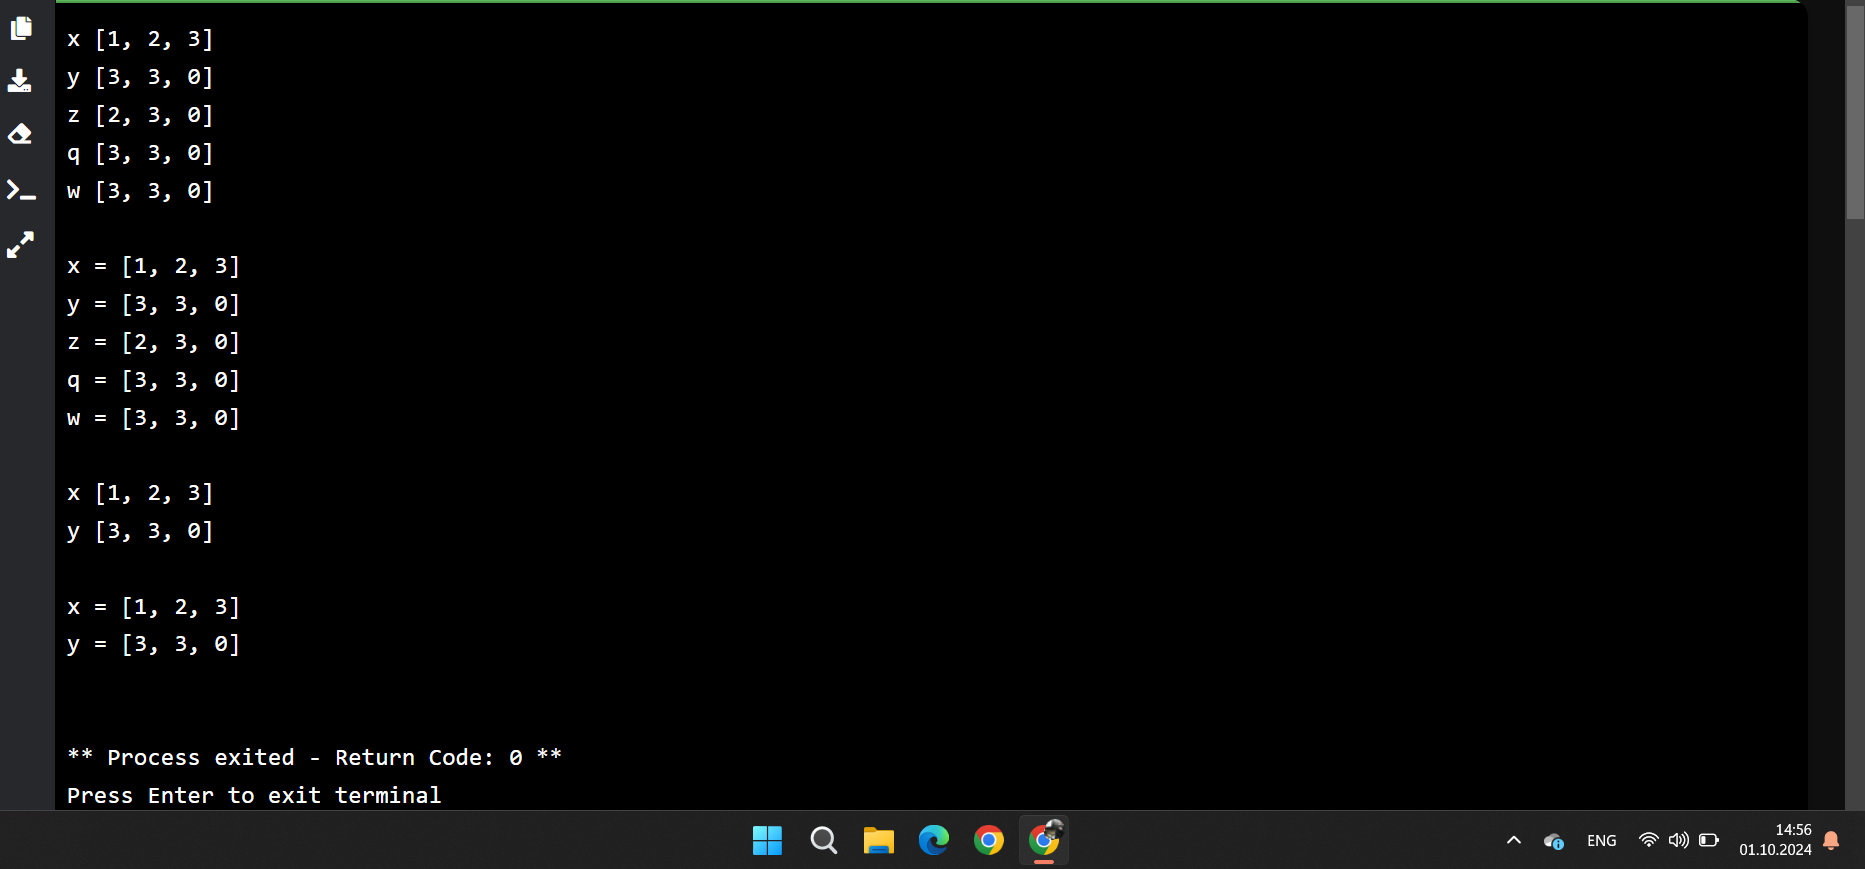 x [1, 2, 3]
y [3, 3, 0]
z [2, 3, 0]
q [3, 3, 0]
w [3, 3, 0]
x = [1, 2, 3]
y = [3, 3, 0]
z = [2, 3, 0]
q = [3, 3, 0]
w = [3, 3, 0]
x [1, 2, 3]
y [3, 3, 0]
x = [1, 2, 3]
y = [3, 3, 0]
** Process exited - Return Code: 0 **
Press Enter to exit terminal
ENG
14:56
01.10.2024